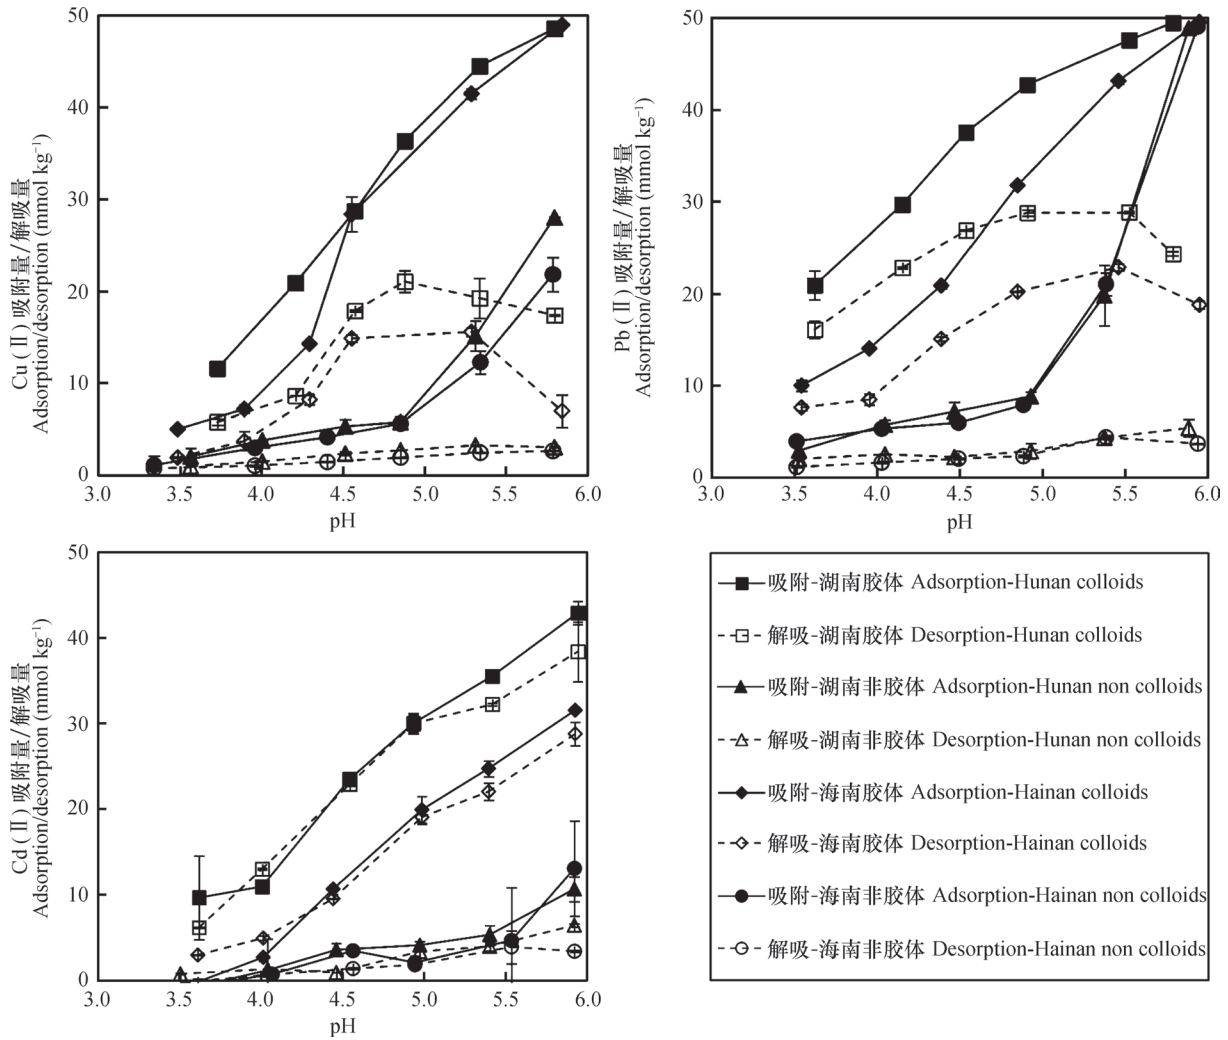 Cu(Ⅱ)吸附量/解吸量
Adsorption/desorption (mmol kg⁻¹)
50
40
30
20
10
0
3.0 3.5 4.0 4.5 5.0 5.5 6.0
pH
Pb(Ⅱ)吸附量/解吸量
Adsorption/desorption (mmol kg⁻¹)
50
40
30
20
10
0
3.0 3.5 4.0 4.5 5.0 5.5 6.0
pH
Cd(Ⅱ)吸附量/解吸量
Adsorption/desorption (mmol kg⁻¹)
50
40
30
20
10
0
3.0 3.5 4.0 4.5 5.0 5.5 6.0
pH
吸附-湖南胶体 Adsorption-Hunan colloids
解吸-湖南胶体 Desorption-Hunan colloids
吸附-湖南非胶体 Adsorption-Hunan non colloids
解吸-湖南非胶体 Desorption-Hunan non colloids
吸附-海南胶体 Adsorption-Hainan colloids
解吸-海南胶体 Desorption-Hainan colloids
吸附-海南非胶体 Adsorption-Hainan non colloids
解吸-海南非胶体 Desorption-Hainan non colloids